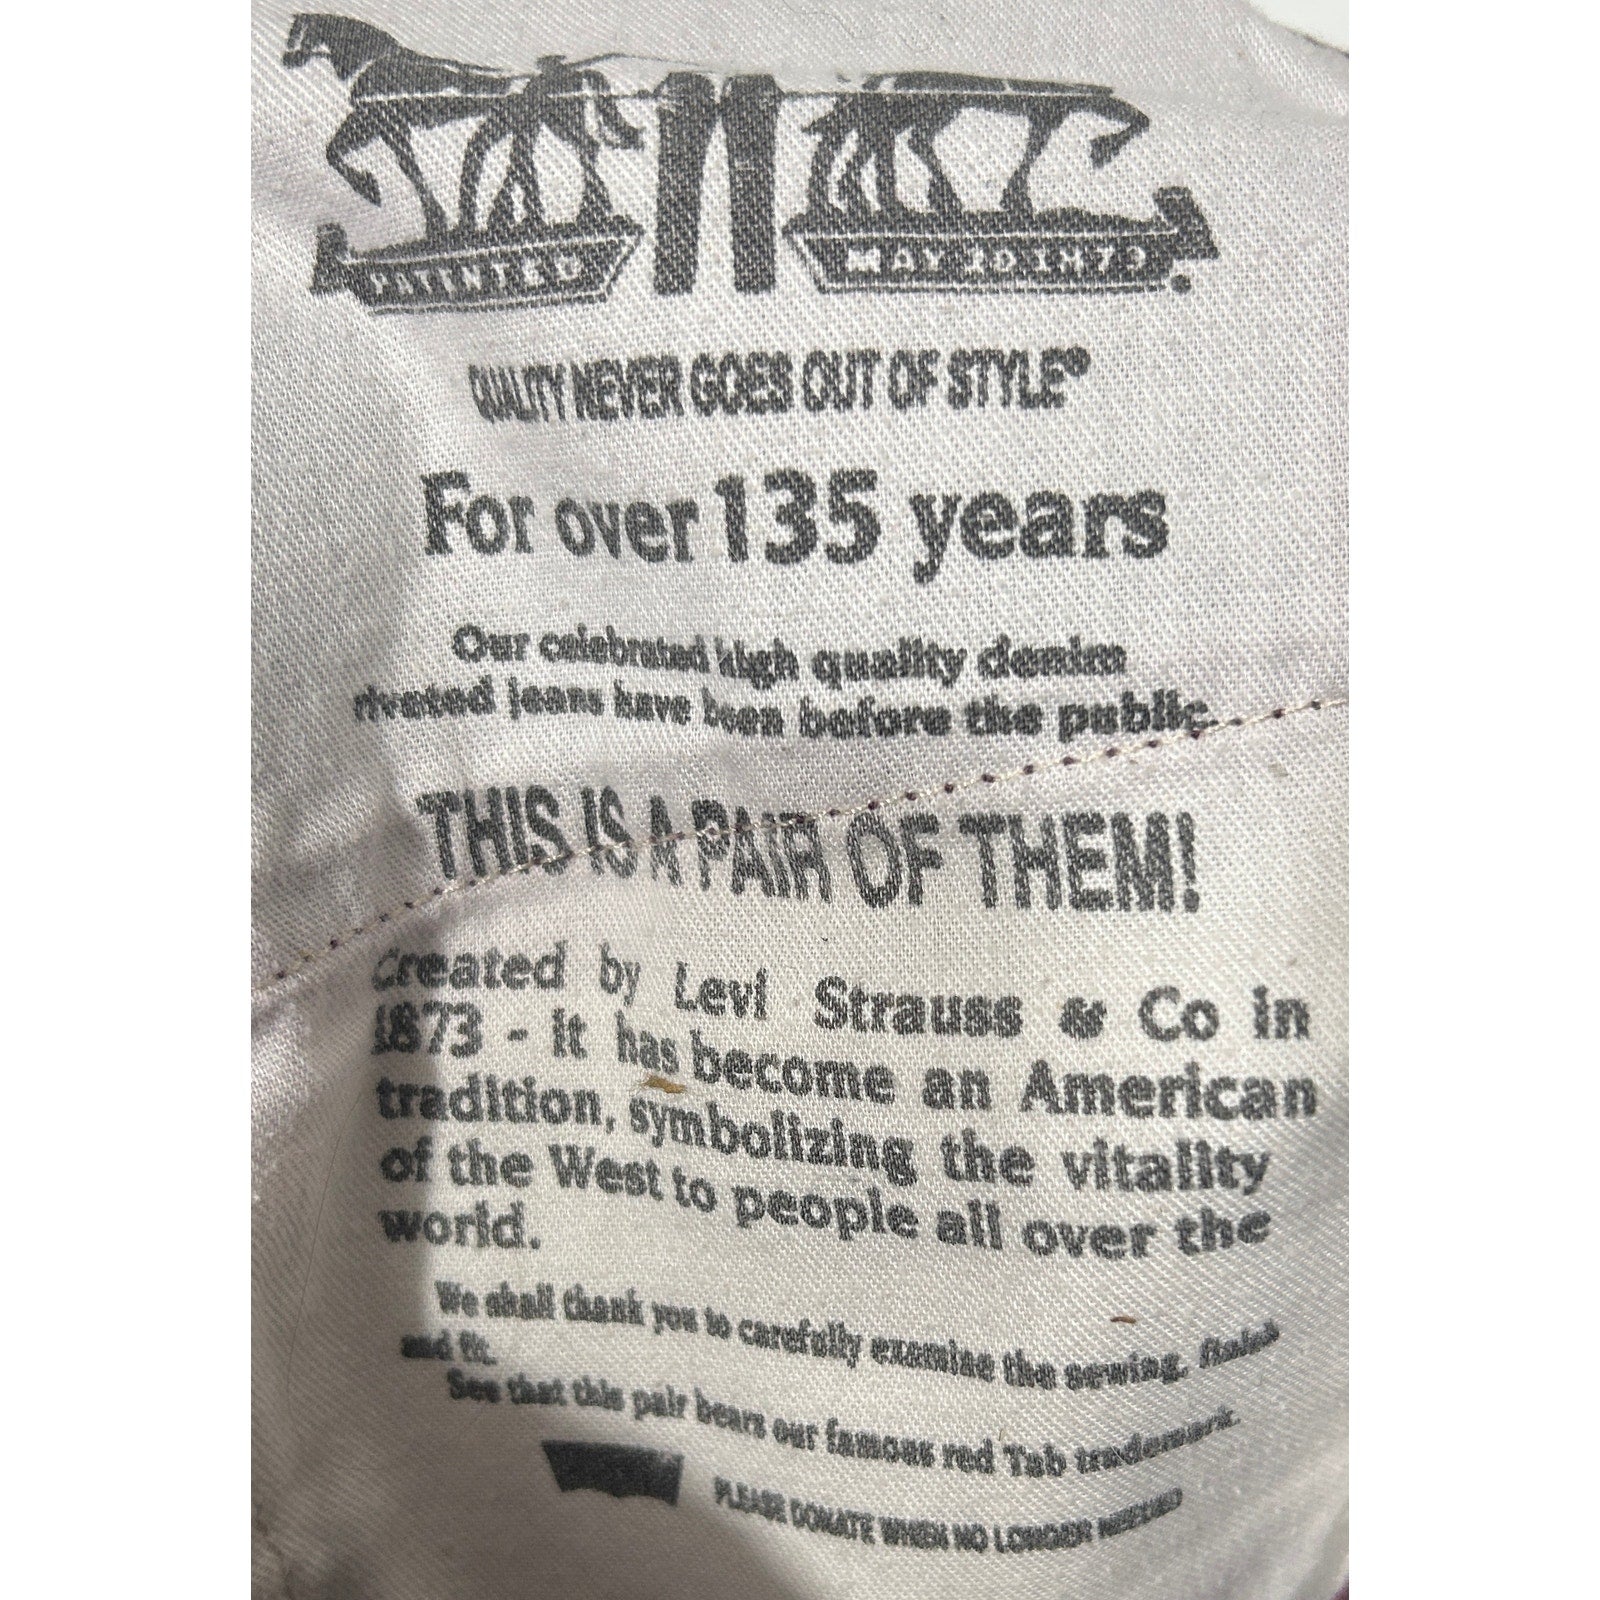 PATENTED MAY 20 1873
QUALITY NEVER GOES OUT OF STYLE®
For over 135 years
Our celebrated high quality denim
riveted jeans have been before the public.
THIS IS A PAIR OF THEM!
Created by Levi Strauss & Co in
1873 - it has become an American
tradition, symbolizing the vitality
of the West to people all over the
world.
We shall thank you to carefully examine the sewing, finish
and fit.
See that this pair bears our famous red Tab trademark.
PLEASE DONATE WHEN NO LONGER NEEDED